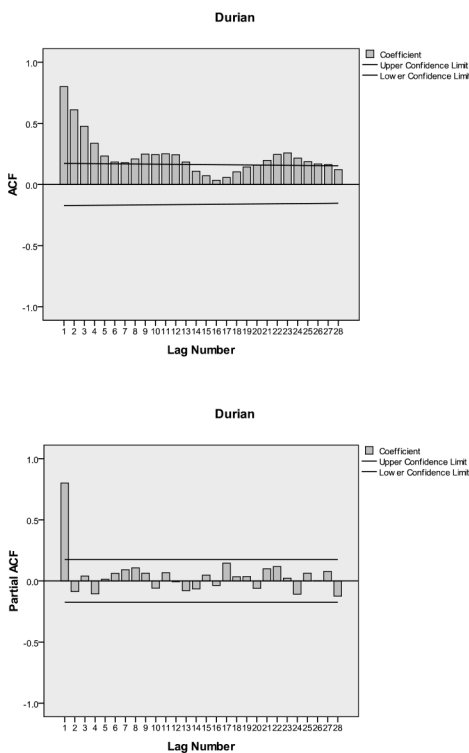 Durian
Coefficient
Upper Confidence Limit
Lower Confidence Limi
1.0
0.5
0.0
-0.5
-1.0
ACF
1 2 3 4 5 6 7 8 9 10 11 12 13 14 15 16 17 18 19 20 21 22 23 24 25 26 27 28
Lag Number
Durian
Coefficient
Upper Confidence Limit
Lower Confidence Limit
1.0
0.5
0.0
-0.5
-1.0
Partial ACF
1 2 3 4 5 6 7 8 9 10 11 12 13 14 15 16 17 18 19 20 21 22 23 24 25 26 27 28
Lag Number